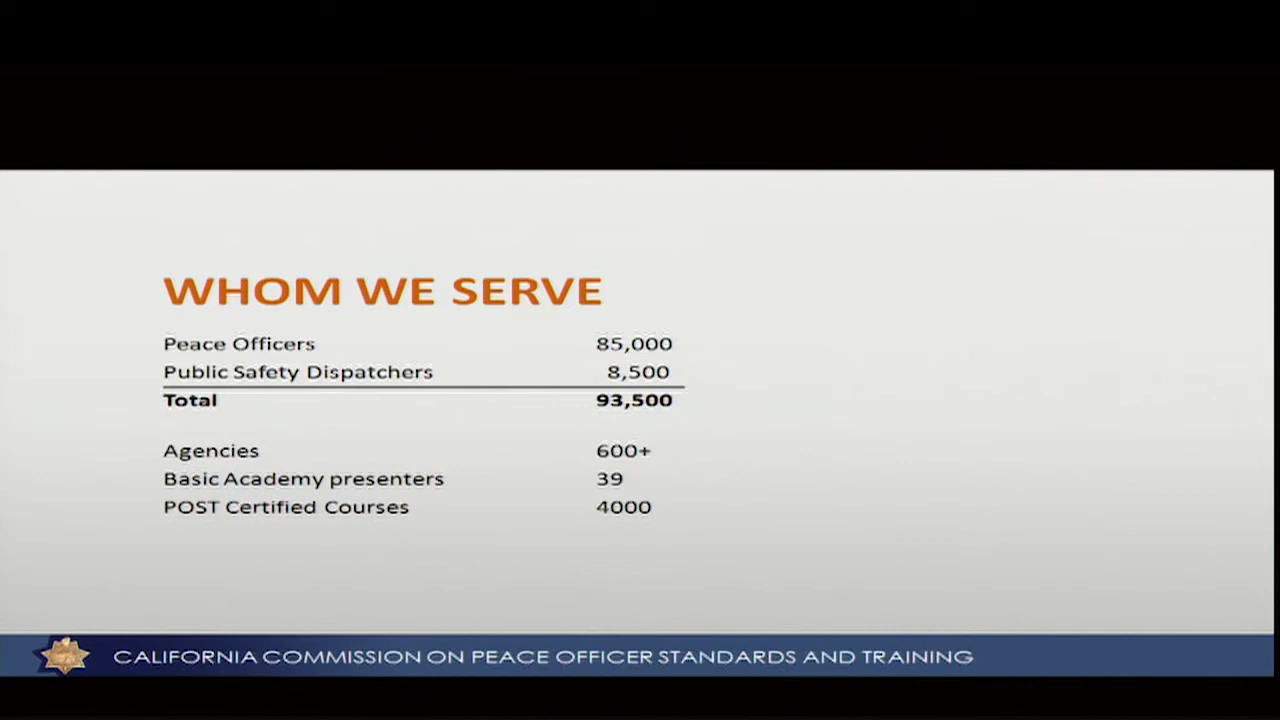 WHOM WE SERVE
Peace Officers 85,000
Public Safety Dispatchers 8,500
Total 93,500
Agencies 600+
Basic Academy presenters 39
POST Certified Courses 4000
CALIFORNIA COMMISSION ON PEACE OFFICER STANDARDS AND TRAINING